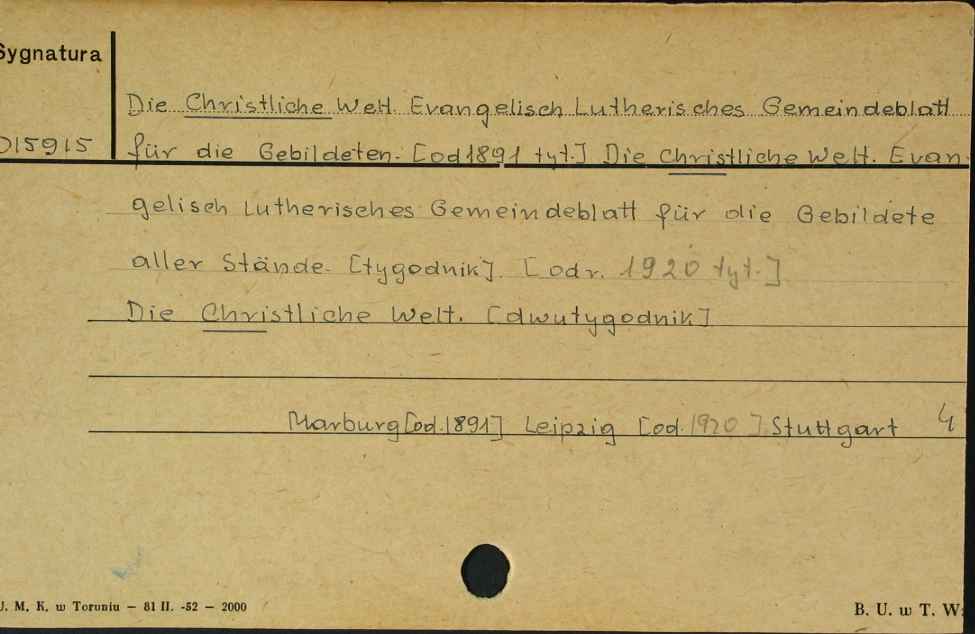 Sygnatura
Die Christliche Welt. Evangelisch Lutherisches Gemeindeblatt
015915 für die Gebildeten. [od 1891 tyt.] Die Christliche Welt. Evan-
gelisch Lutherisches Gemeindeblatt für die Gebildete
aller Stände. [tygodnik]. [od r. 1920 tyt.]
Die Christliche Welt. [dwutygodnik]
Marburg [od. 1891] Leipzig [od. 1920]. Stuttgart 4
U. M. K. w Toruniu — 81 II. -52 — 2000
B. U. w T. W: